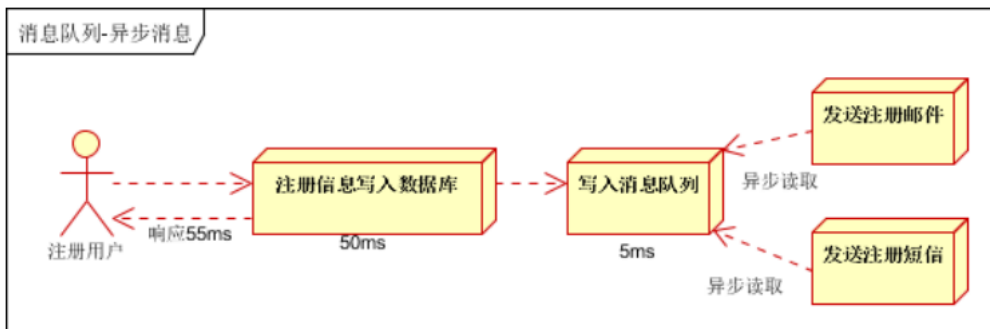 消息队列-异步消息
发送注册邮件
注册信息写入数据库
写入消息队列
异步读取
注册用户
响应55ms
50ms
5ms
发送注册短信
异步读取